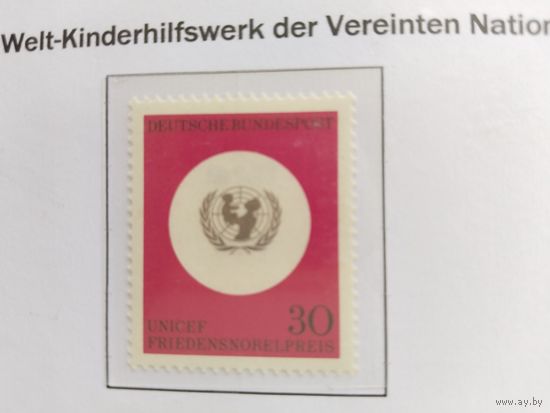 Welt-Kinderhilfswerk der Vereinten Nation
DEUTSCHE BUNDESPOST
30
UNICEF
FRIEDENSNOBELPREIS
www.ay.by